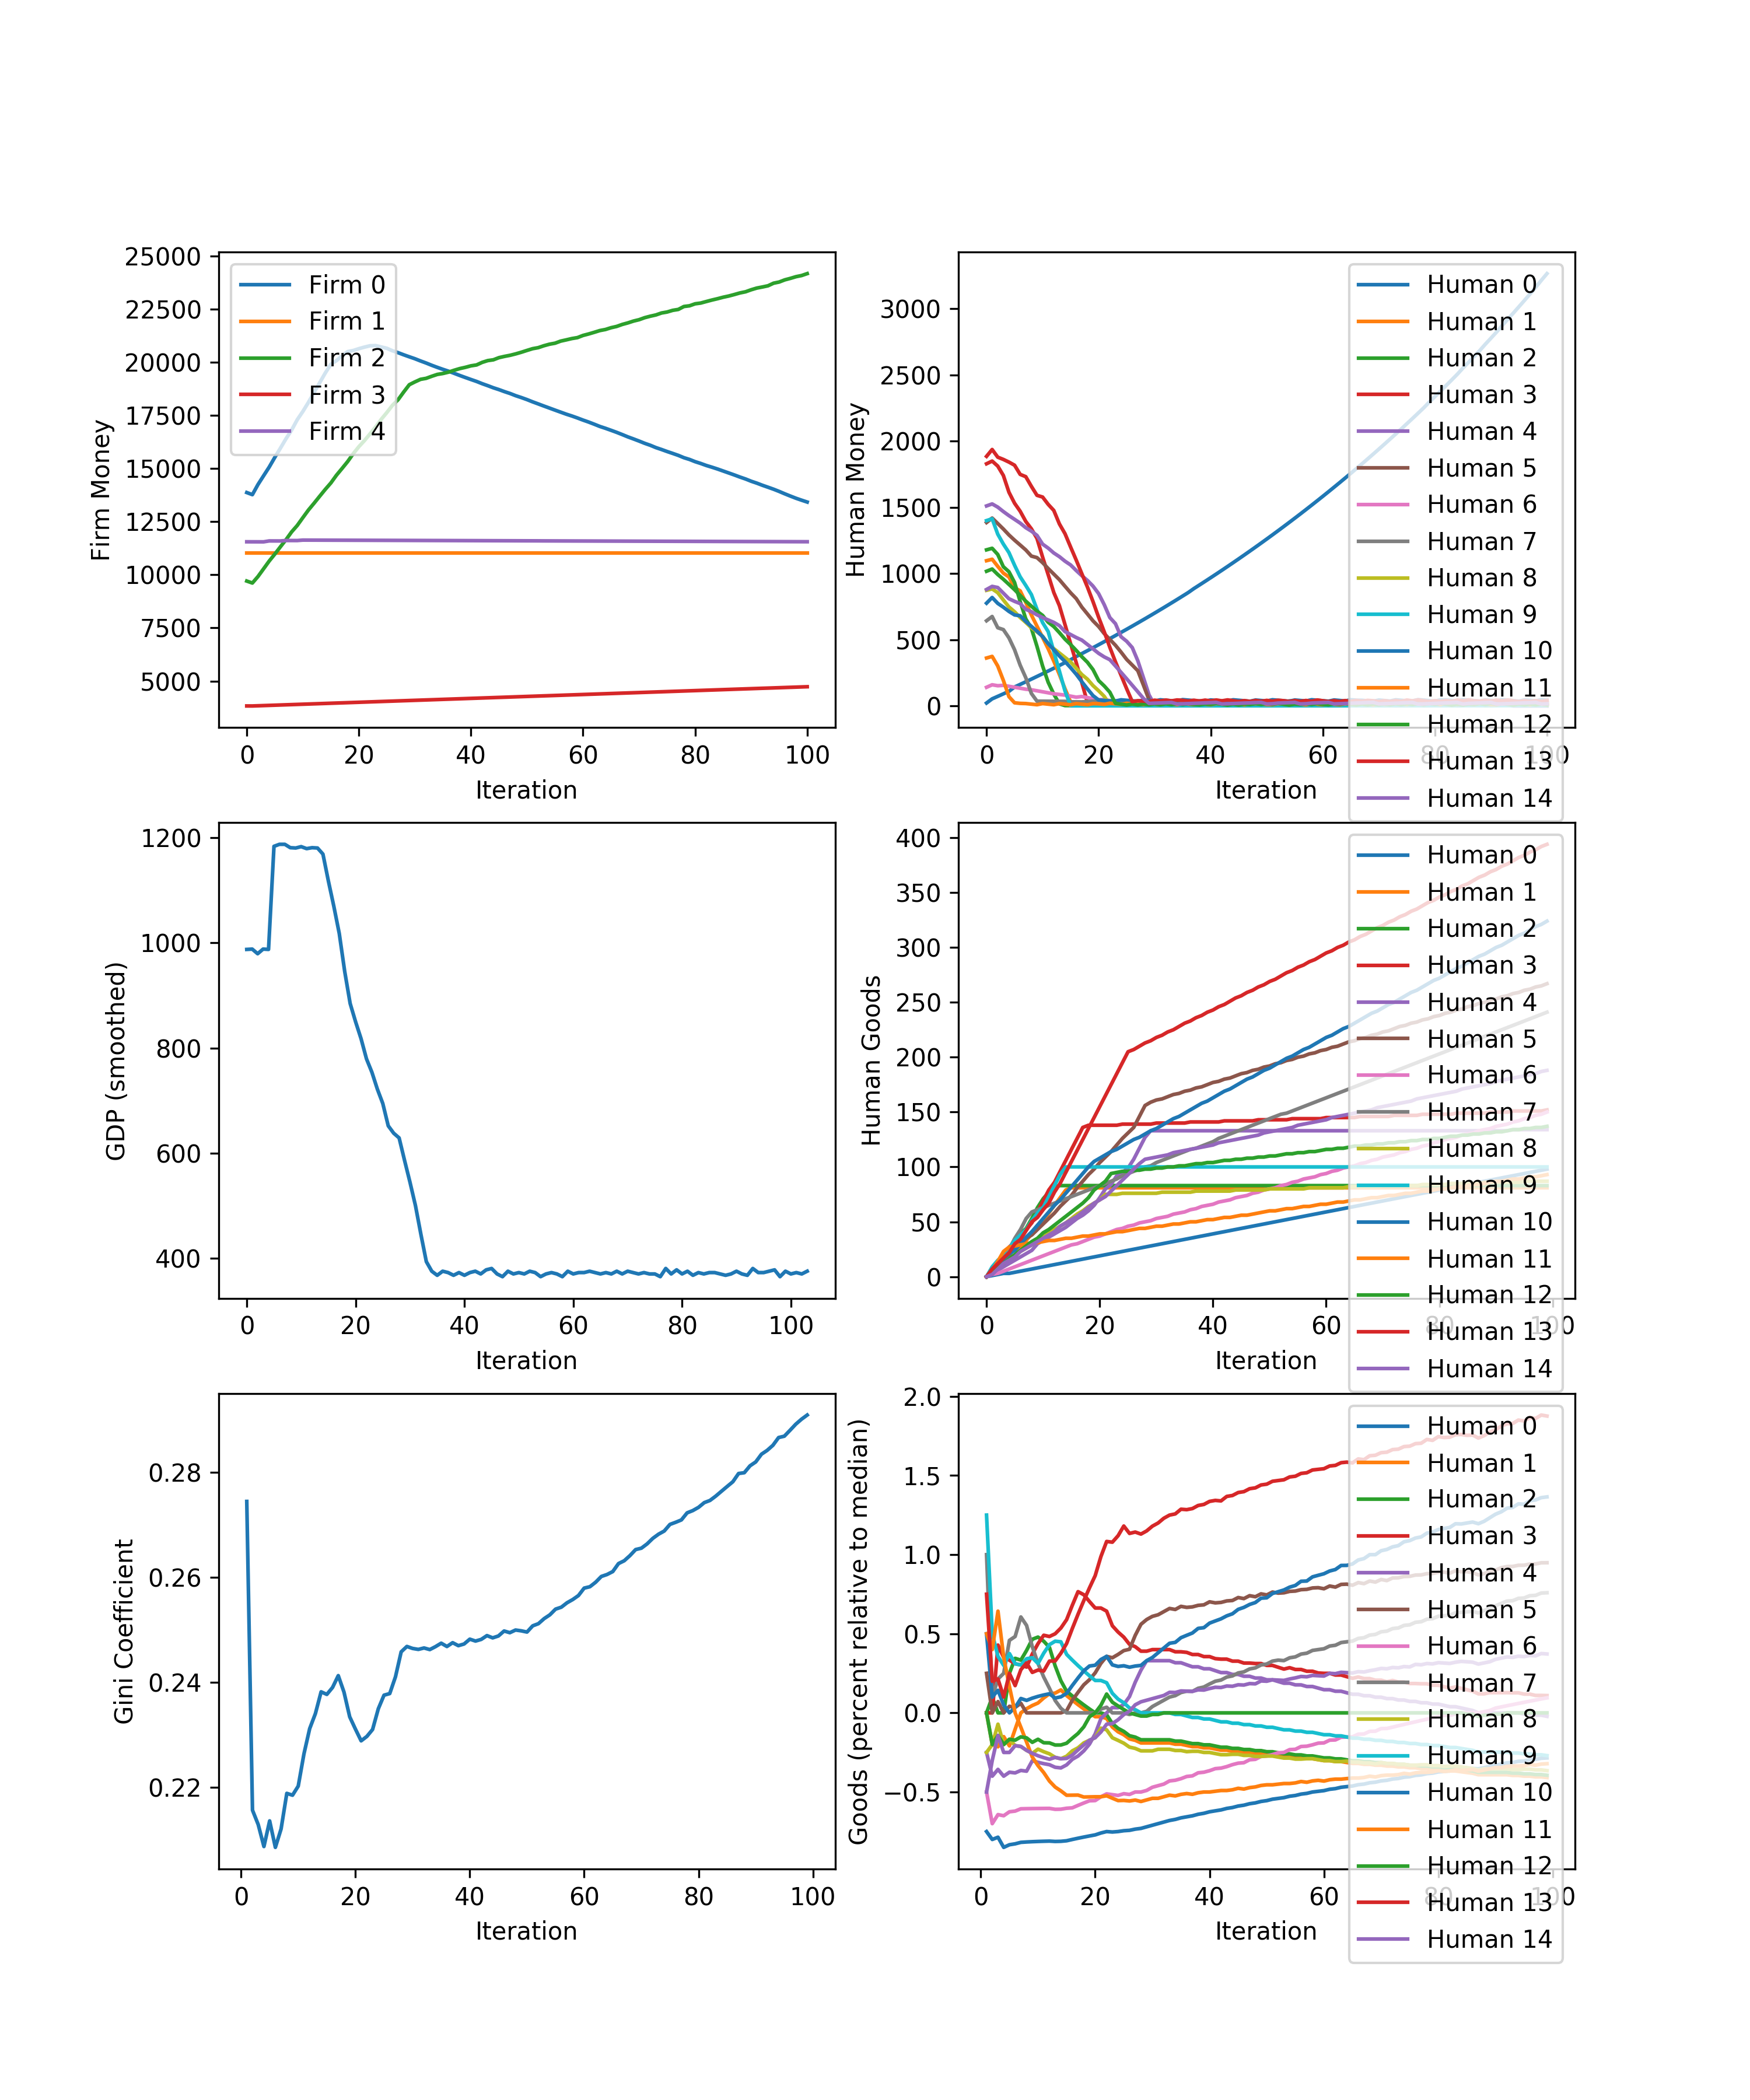 25000
22500
20000
17500
15000
12500
10000
7500
5000
Firm Money
Firm 0
Firm 1
Firm 2
Firm 3
Firm 4
0 20 40 60 80 100
Iteration
3000
2500
2000
1500
1000
500
0
Human Money
Human 0
Human 1
Human 2
Human 3
Human 4
Human 5
Human 6
Human 7
Human 8
Human 9
Human 10
Human 11
Human 12
Human 13
Human 14
0 20 40 60 80 100
Iteration
1200
1000
800
600
400
GDP (smoothed)
0 20 40 60 80 100
Iteration
400
350
300
250
200
150
100
50
0
Human Goods
Human 0
Human 1
Human 2
Human 3
Human 4
Human 5
Human 6
Human 7
Human 8
Human 9
Human 10
Human 11
Human 12
Human 13
Human 14
0 20 40 60 80 100
Iteration
0.28
0.26
0.24
0.22
Gini Coefficient
0 20 40 60 80 100
Iteration
2.0
1.5
1.0
0.5
0.0
−0.5
Goods (percent relative to median)
Human 0
Human 1
Human 2
Human 3
Human 4
Human 5
Human 6
Human 7
Human 8
Human 9
Human 10
Human 11
Human 12
Human 13
Human 14
0 20 40 60 80 100
Iteration